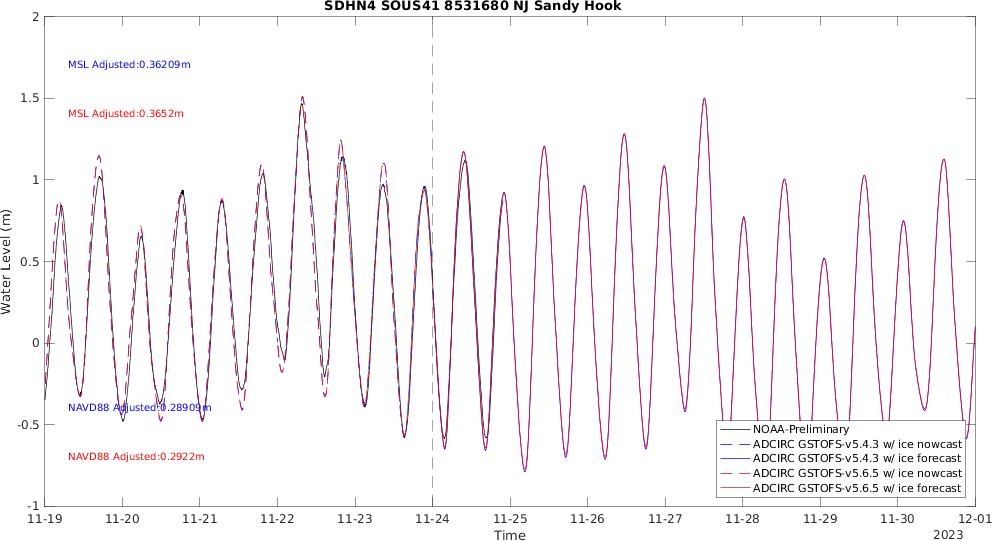 SDHN4 SOUS41 8531680 NJ Sandy Hook
2
1.5
1
0.5
0
-0.5
-1
Water Level (m)
MSL Adjusted:0.36209m
MSL Adjusted:0.3652m
NAVD88 Adjusted:0.28909m
NAVD88 Adjusted:0.2922m
NOAA-Preliminary
ADCIRC GSTOFS-v5.4.3 w/ ice nowcast
ADCIRC GSTOFS-v5.4.3 w/ ice forecast
ADCIRC GSTOFS-v5.6.5 w/ ice nowcast
ADCIRC GSTOFS-v5.6.5 w/ ice forecast
11-19 11-20 11-21 11-22 11-23 11-24 11-25 11-26 11-27 11-28 11-29 11-30 12-01
Time
2023